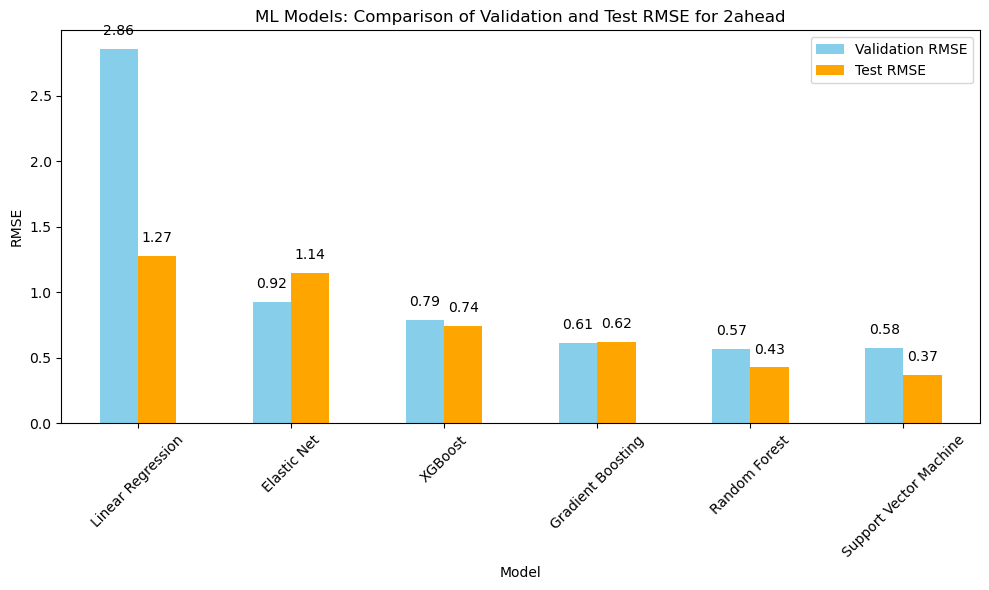 ML Models: Comparison of Validation and Test RMSE for 2ahead
Validation RMSE
Test RMSE
RMSE
2.5
2.0
1.5
1.0
0.5
0.0
2.86
1.27
0.92
1.14
0.79
0.74
0.61
0.62
0.57
0.43
0.58
0.37
Linear Regression
Elastic Net
XGBoost
Gradient Boosting
Random Forest
Support Vector Machine
Model